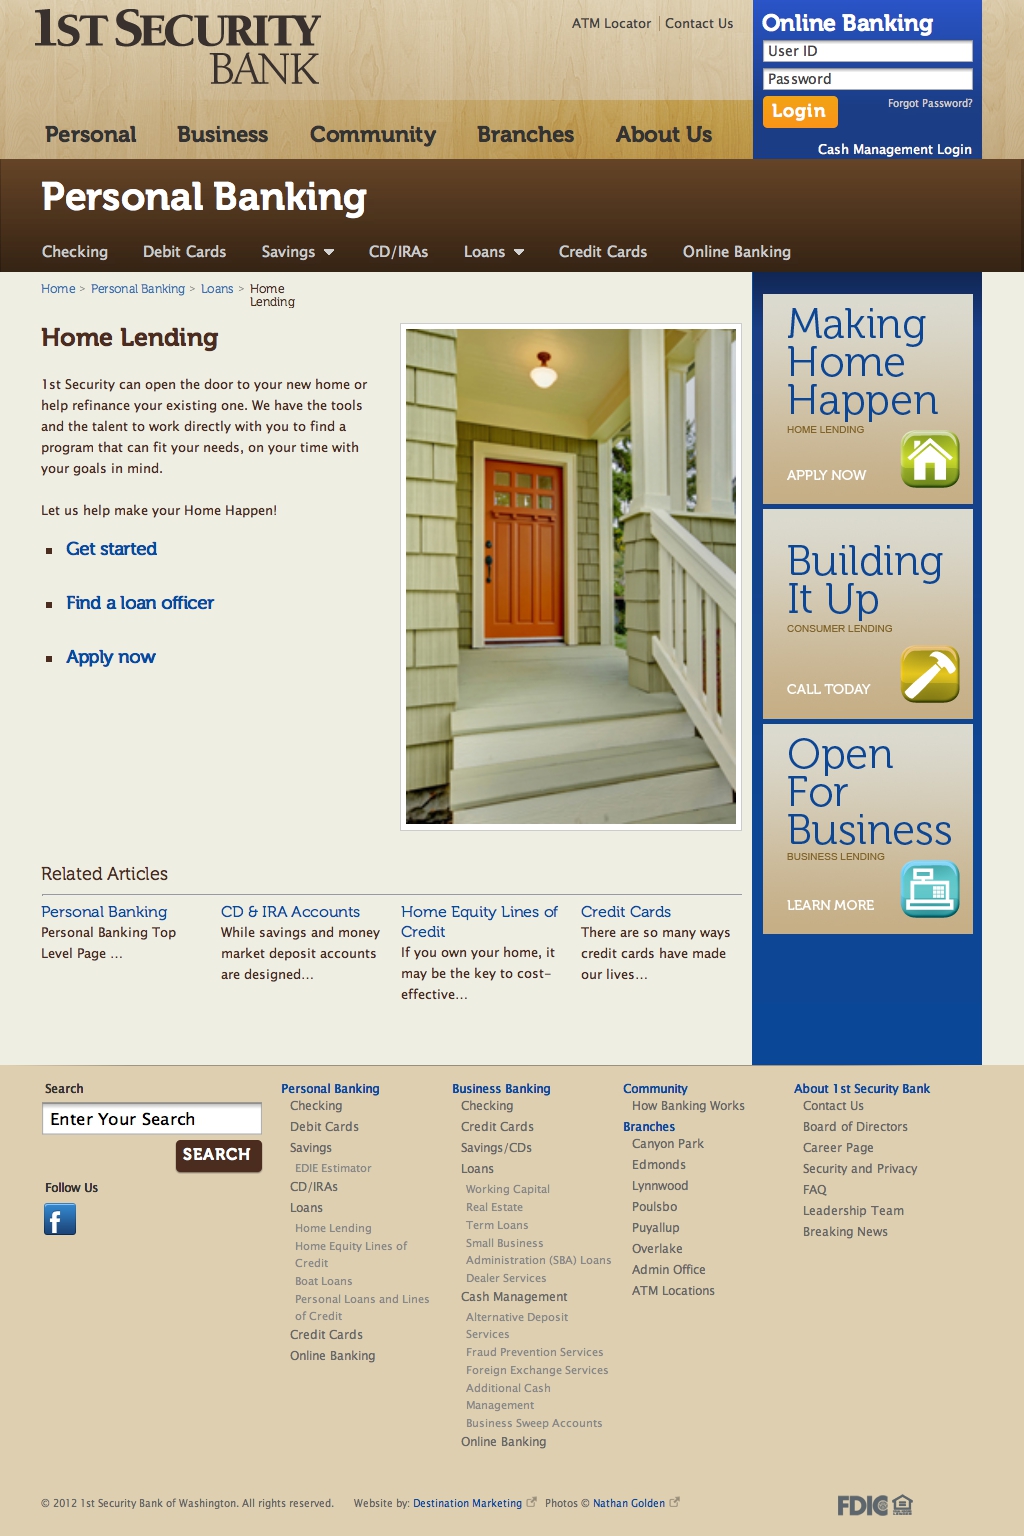 1ST SECURITY
BANK
ATM Locator
Contact Us
Online Banking
User ID
Password
Login
Forgot Password?
Cash Management Login
Personal
Business
Community
Branches
About Us
Personal Banking
Checking
Debit Cards
Savings
CD/IRAs
Loans
Credit Cards
Online Banking
Home > Personal Banking > Loans > Home
Lending
Home Lending
1st Security can open the door to your new home or
help refinance your existing one. We have the tools
and the talent to work directly with you to find a
program that can fit your needs, on your time with
your goals in mind.
Let us help make your Home Happen!
Get started
Find a loan officer
Apply now
Making
Home
Happen
HOME LENDING
APPLY NOW
Building
It Up
CONSUMER LENDING
CALL TODAY
Open
For
Business
BUSINESS LENDING
LEARN MORE
Related Articles
Personal Banking
Personal Banking Top
Level Page ...
CD & IRA Accounts
While savings and money
market deposit accounts
are designed...
Home Equity Lines of
Credit
If you own your home, it
may be the key to cost-
effective...
Credit Cards
There are so many ways
credit cards have made
our lives...
Search
Enter Your Search
SEARCH
Follow Us
f
Personal Banking
Checking
Debit Cards
Savings
EDIE Estimator
CD/IRAs
Loans
Home Lending
Home Equity Lines of
Credit
Boat Loans
Personal Loans and Lines
of Credit
Credit Cards
Online Banking
Business Banking
Checking
Credit Cards
Savings/CDs
Loans
Working Capital
Real Estate
Term Loans
Small Business
Administration (SBA) Loans
Dealer Services
Cash Management
Alternative Deposit
Services
Fraud Prevention Services
Foreign Exchange Services
Additional Cash
Management
Business Sweep Accounts
Online Banking
Community
How Banking Works
Branches
Canyon Park
Edmonds
Lynnwood
Poulsbo
Puyallup
Overlake
Admin Office
ATM Locations
About 1st Security Bank
Contact Us
Board of Directors
Career Page
Security and Privacy
FAQ
Leadership Team
Breaking News
© 2012 1st Security Bank of Washington. All rights reserved.
Website by: Destination Marketing
Photos © Nathan Golden
FDIC